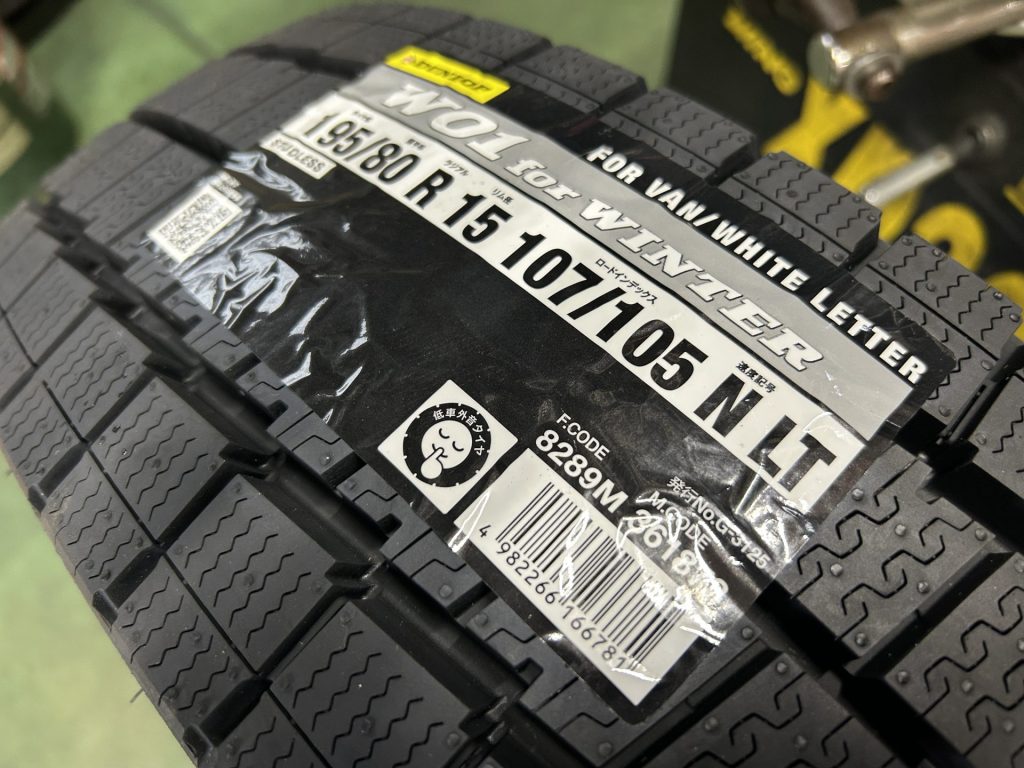 DUNLOP
W01 for WINTER
FOR VAN/WHITE LETTER
STUDLESS
195/80 R 15 107/105 N LT
ラジアル
リム径
ロードインデックス
速度記号
低車外音タイヤ
F.CODE
8289M
発行NO.GT-3125
M.CODE
4 982266 166781